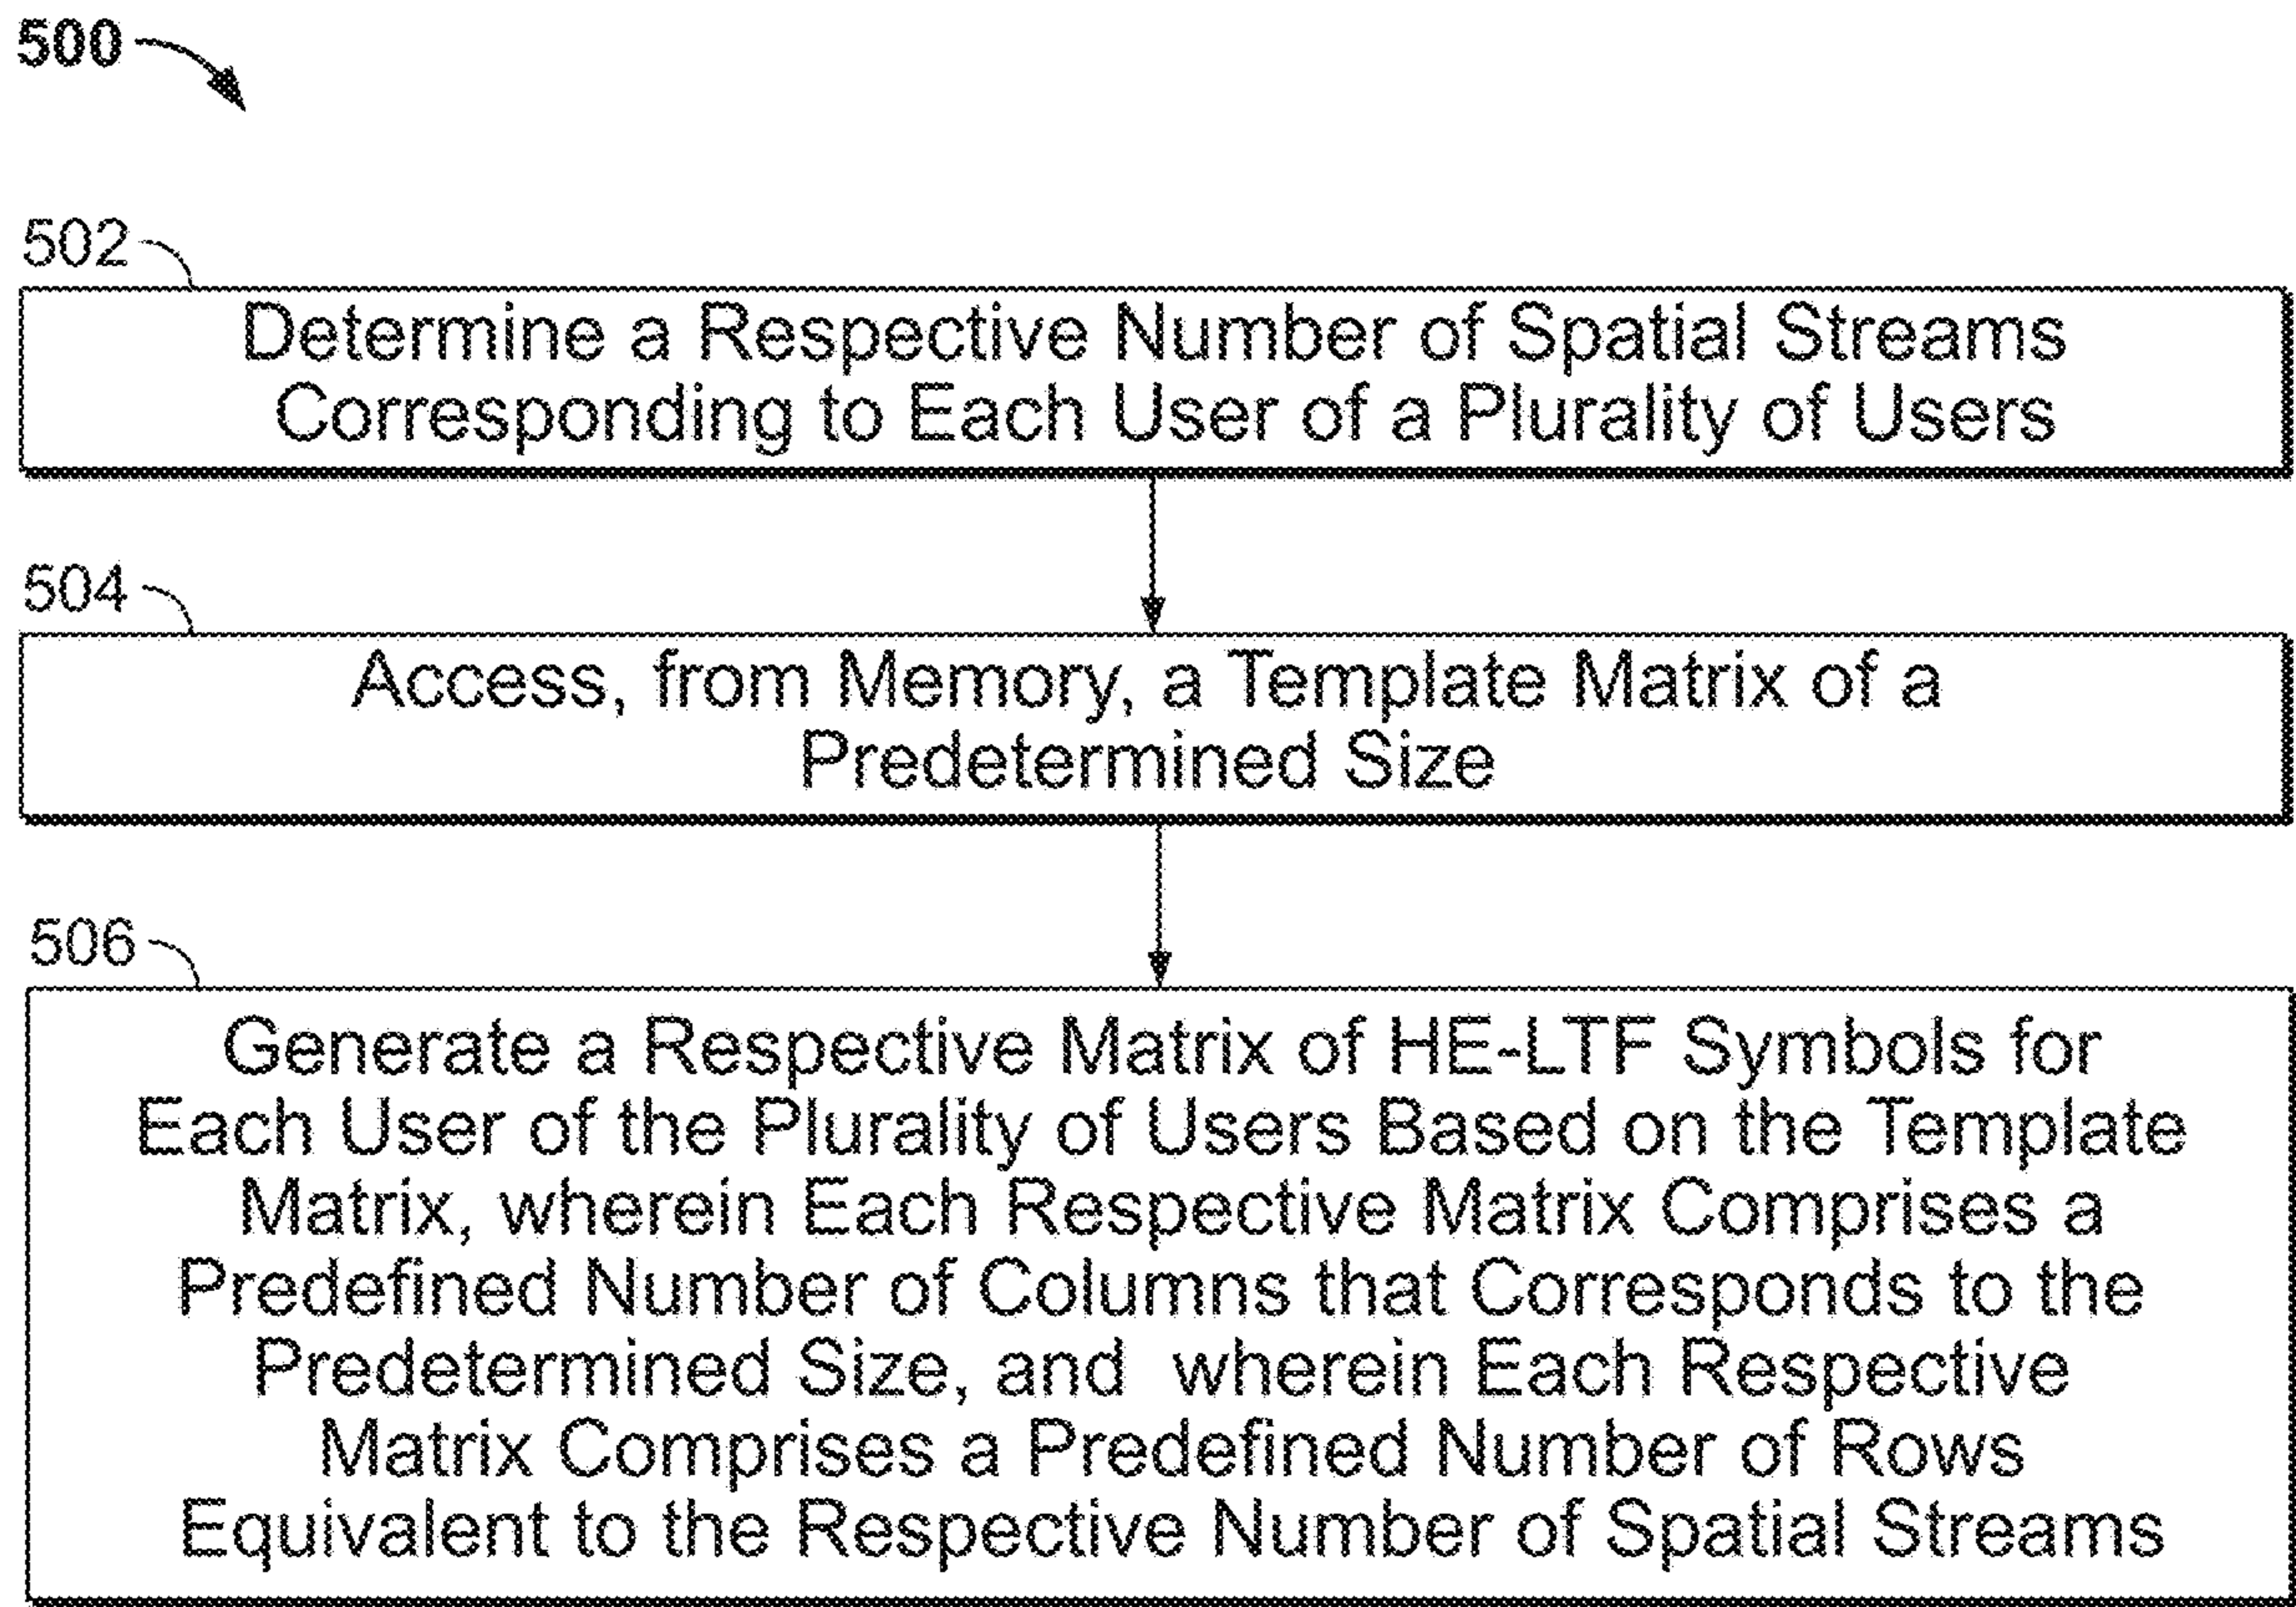 500
502
Determine a Respective Number of Spatial Streams
Corresponding to Each User of a Plurality of Users
504
Access, from Memory, a Template Matrix of a
Predetermined Size
506
Generate a Respective Matrix of HE-LTF Symbols for
Each User of the Plurality of Users Based on the Template
Matrix, wherein Each Respective Matrix Comprises a
Predefined Number of Columns that Corresponds to the
Predetermined Size, and wherein Each Respective
Matrix Comprises a Predefined Number of Rows
Equivalent to the Respective Number of Spatial Streams